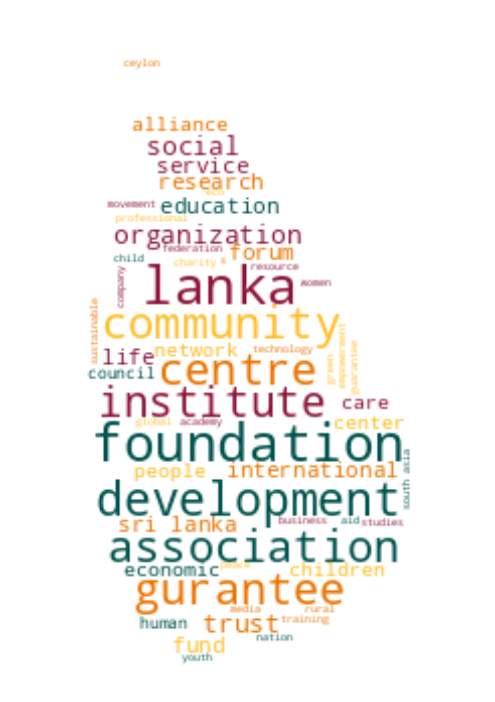 ceylon
alliance
social
service
research
eco
movement education
professional
organization
federation forum
child charity resource
company lanka women
sustainable community
life network technology
council centre green empowerment guarantee
institute care
global academy center
foundation
people international
development south asia
sri lanka business aid studies
association
economic peace children
gurantee
media rural
human trust training
fund nation
youth